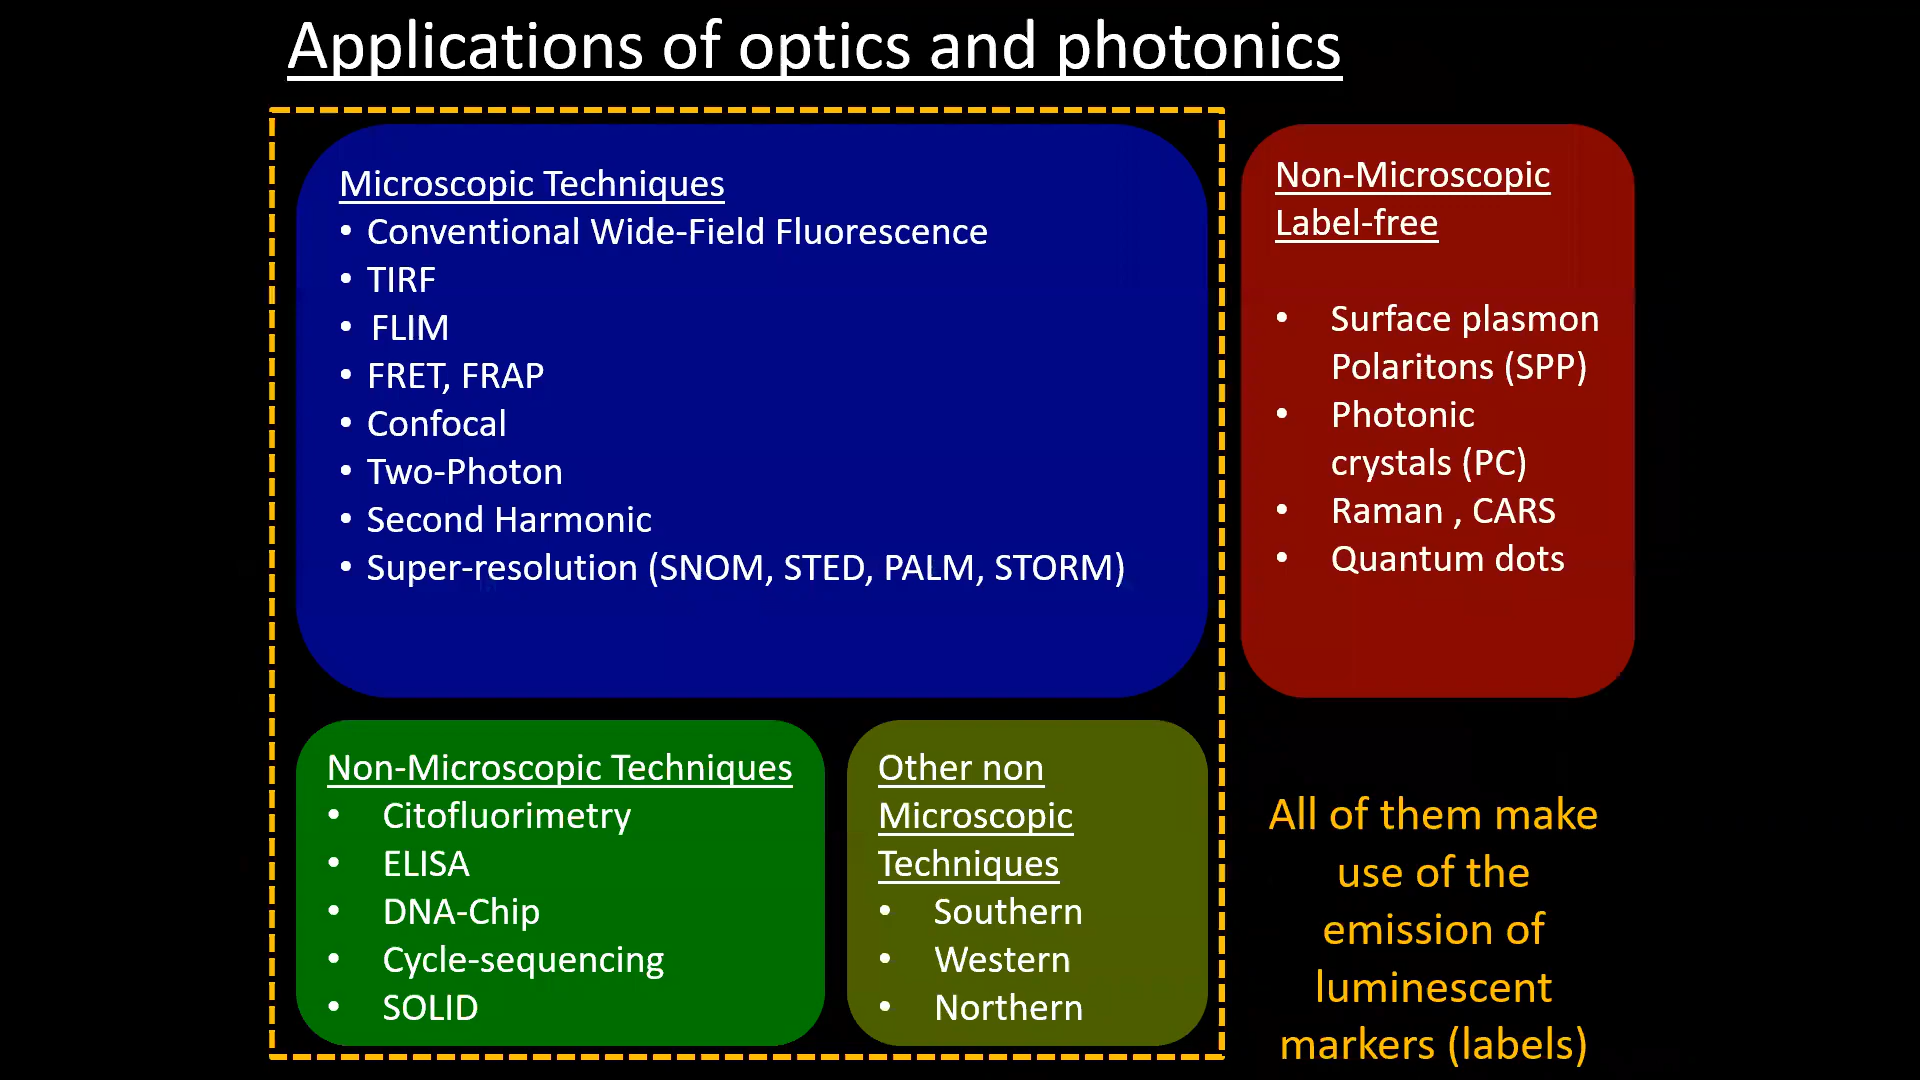 Applications of optics and photonics
Microscopic Techniques
• Conventional Wide-Field Fluorescence
• TIRF
• FLIM
• FRET, FRAP
• Confocal
• Two-Photon
• Second Harmonic
• Super-resolution (SNOM, STED, PALM, STORM)
Non-Microscopic
Label-free
• Surface plasmon
Polaritons (SPP)
• Photonic
crystals (PC)
• Raman , CARS
• Quantum dots
Non-Microscopic Techniques
• Citofluorimetry
• ELISA
• DNA-Chip
• Cycle-sequencing
• SOLID
Other non
Microscopic
Techniques
• Southern
• Western
• Northern
All of them make
use of the
emission of
luminescent
markers (labels)